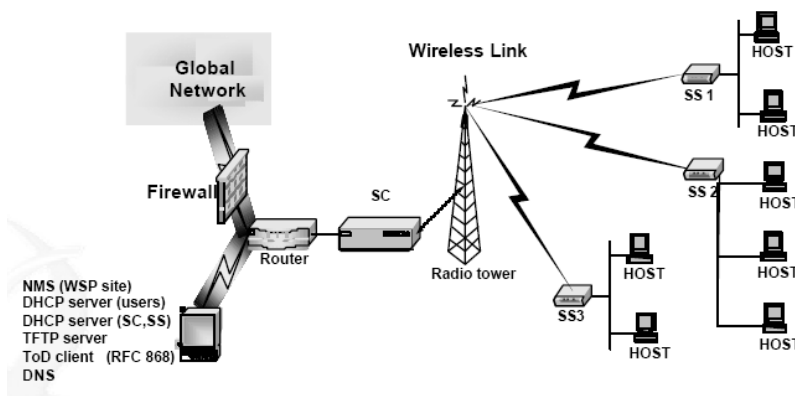 Global
Network
Wireless Link
Firewall
SC
Router
Radio tower
NMS (WSP site)
DHCP server (users)
DHCP server (SC,SS)
TFTP server
ToD client (RFC 868)
DNS
HOST
SS 1
HOST
SS 2
HOST
HOST
HOST
HOST
SS3
HOST